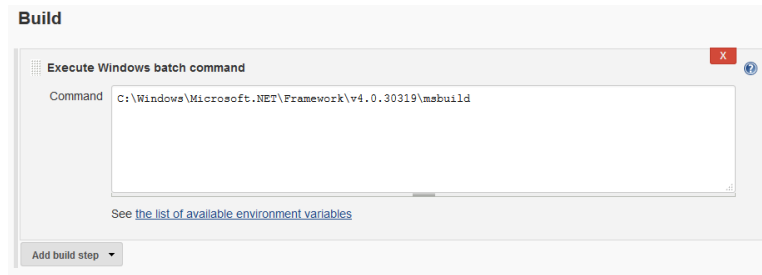 Build
X
Execute Windows batch command
?
Command C:\Windows\Microsoft.NET\Framework\v4.0.30319\msbuild
See the list of available environment variables
Add build step